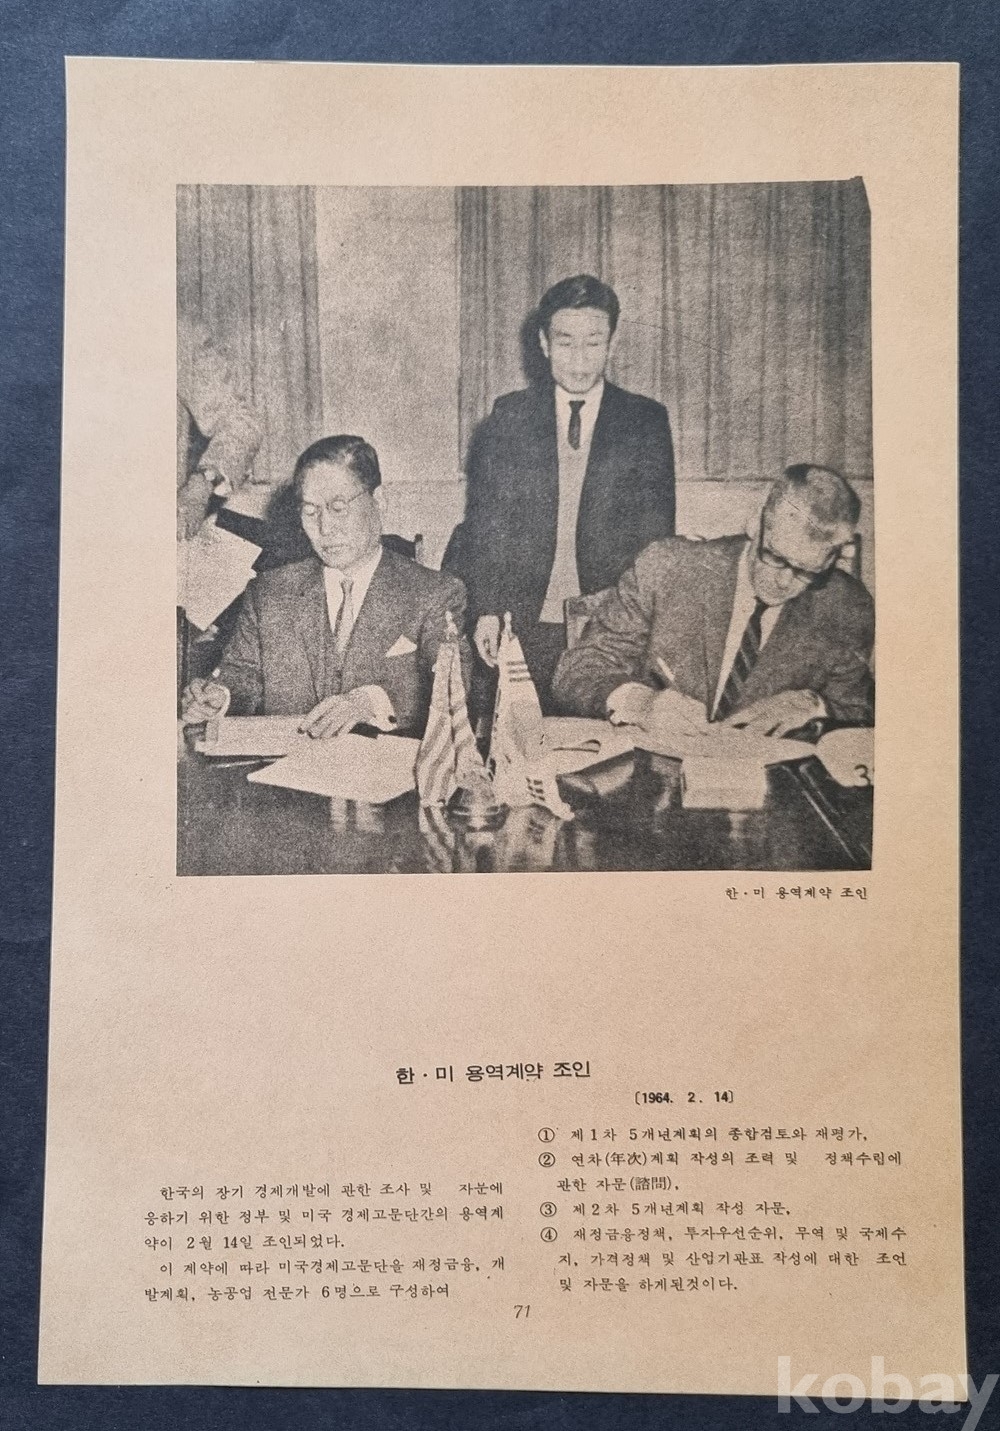 한·미 용역계약 조인
한·미 용역계약 조인
〔1964. 2. 14〕
한국의 장기 경제개발에 관한 조사 및 자문에
응하기 위한 정부 및 미국 경제고문단간의 용역계
약이 2월 14일 조인되었다.
이 계약에 따라 미국경제고문단을 재정금융, 개
발계획, 농공업 전문가 6명으로 구성하여
① 제1차 5개년계획의 종합검토와 재평가,
② 연차(年次)계획 작성의 조력 및 정책수립에
관한 자문(諮問),
③ 제2차 5개년계획 작성 자문,
④ 재정금융정책, 투자우선순위, 무역 및 국제수
지, 가격정책 및 산업기관표 작성에 대한 조언
및 자문을 하게된것이다.
71
kobay